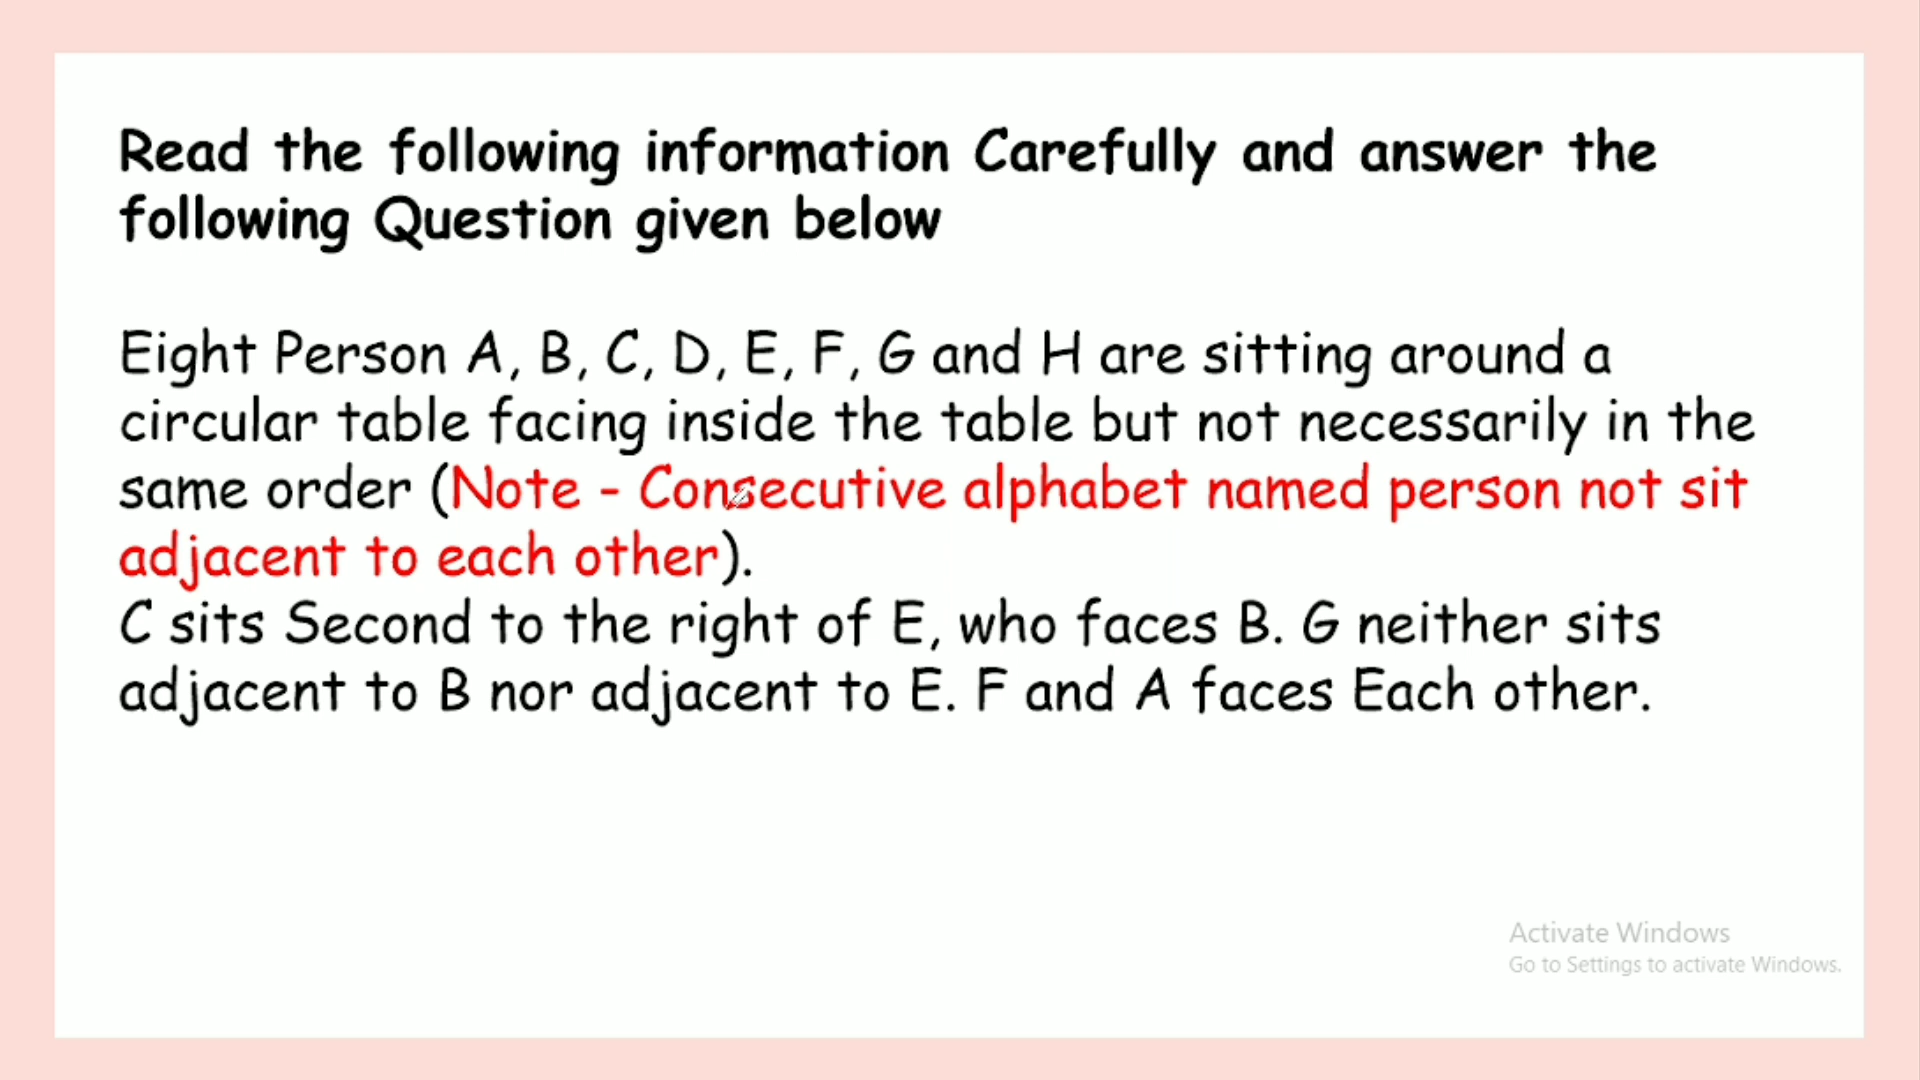 Read the following information Carefully and answer the
following Question given below
Eight Person A, B, C, D, E, F, G and H are sitting around a
circular table facing inside the table but not necessarily in the
same order (Note - Consecutive alphabet named person not sit
adjacent to each other).
C sits Second to the right of E, who faces B. G neither sits
adjacent to B nor adjacent to E. F and A faces Each other.
Activate Windows
Go to Settings to activate Windows.